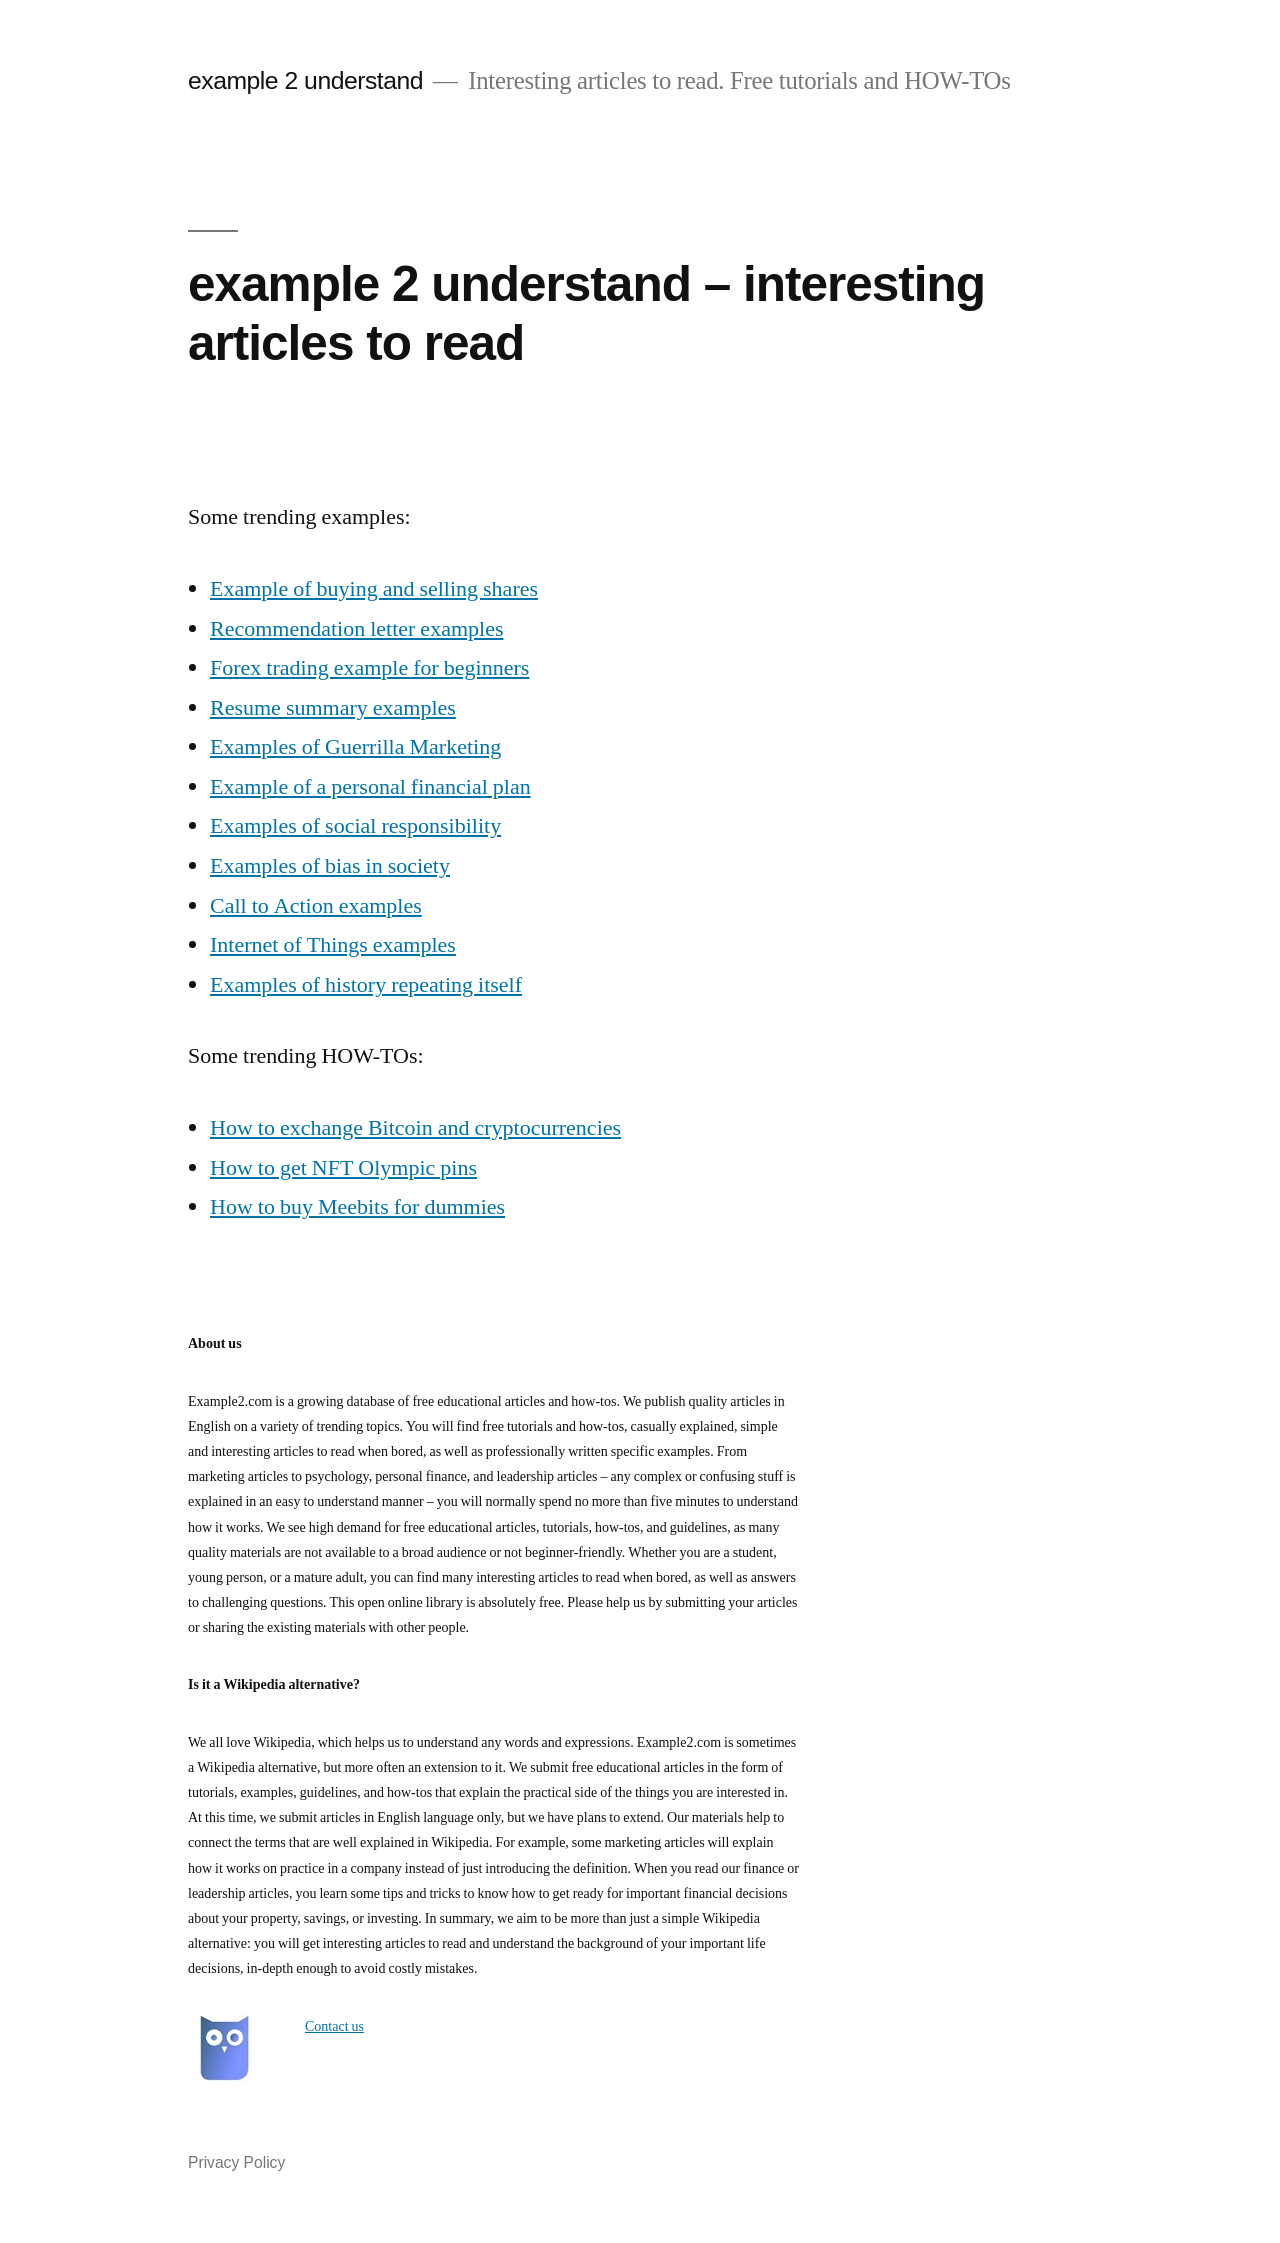 example 2 understand — Interesting articles to read. Free tutorials and HOW-TOs
example 2 understand – interesting
articles to read
Some trending examples:
Example of buying and selling shares
Recommendation letter examples
Forex trading example for beginners
Resume summary examples
Examples of Guerrilla Marketing
Example of a personal financial plan
Examples of social responsibility
Examples of bias in society
Call to Action examples
Internet of Things examples
Examples of history repeating itself
Some trending HOW-TOs:
How to exchange Bitcoin and cryptocurrencies
How to get NFT Olympic pins
How to buy Meebits for dummies
About us
Example2.com is a growing database of free educational articles and how-tos. We publish quality articles in
English on a variety of trending topics. You will find free tutorials and how-tos, casually explained, simple
and interesting articles to read when bored, as well as professionally written specific examples. From
marketing articles to psychology, personal finance, and leadership articles – any complex or confusing stuff is
explained in an easy to understand manner – you will normally spend no more than five minutes to understand
how it works. We see high demand for free educational articles, tutorials, how-tos, and guidelines, as many
quality materials are not available to a broad audience or not beginner-friendly. Whether you are a student,
young person, or a mature adult, you can find many interesting articles to read when bored, as well as answers
to challenging questions. This open online library is absolutely free. Please help us by submitting your articles
or sharing the existing materials with other people.
Is it a Wikipedia alternative?
We all love Wikipedia, which helps us to understand any words and expressions. Example2.com is sometimes
a Wikipedia alternative, but more often an extension to it. We submit free educational articles in the form of
tutorials, examples, guidelines, and how-tos that explain the practical side of the things you are interested in.
At this time, we submit articles in English language only, but we have plans to extend. Our materials help to
connect the terms that are well explained in Wikipedia. For example, some marketing articles will explain
how it works on practice in a company instead of just introducing the definition. When you read our finance or
leadership articles, you learn some tips and tricks to know how to get ready for important financial decisions
about your property, savings, or investing. In summary, we aim to be more than just a simple Wikipedia
alternative: you will get interesting articles to read and understand the background of your important life
decisions, in-depth enough to avoid costly mistakes.
Contact us
Privacy Policy